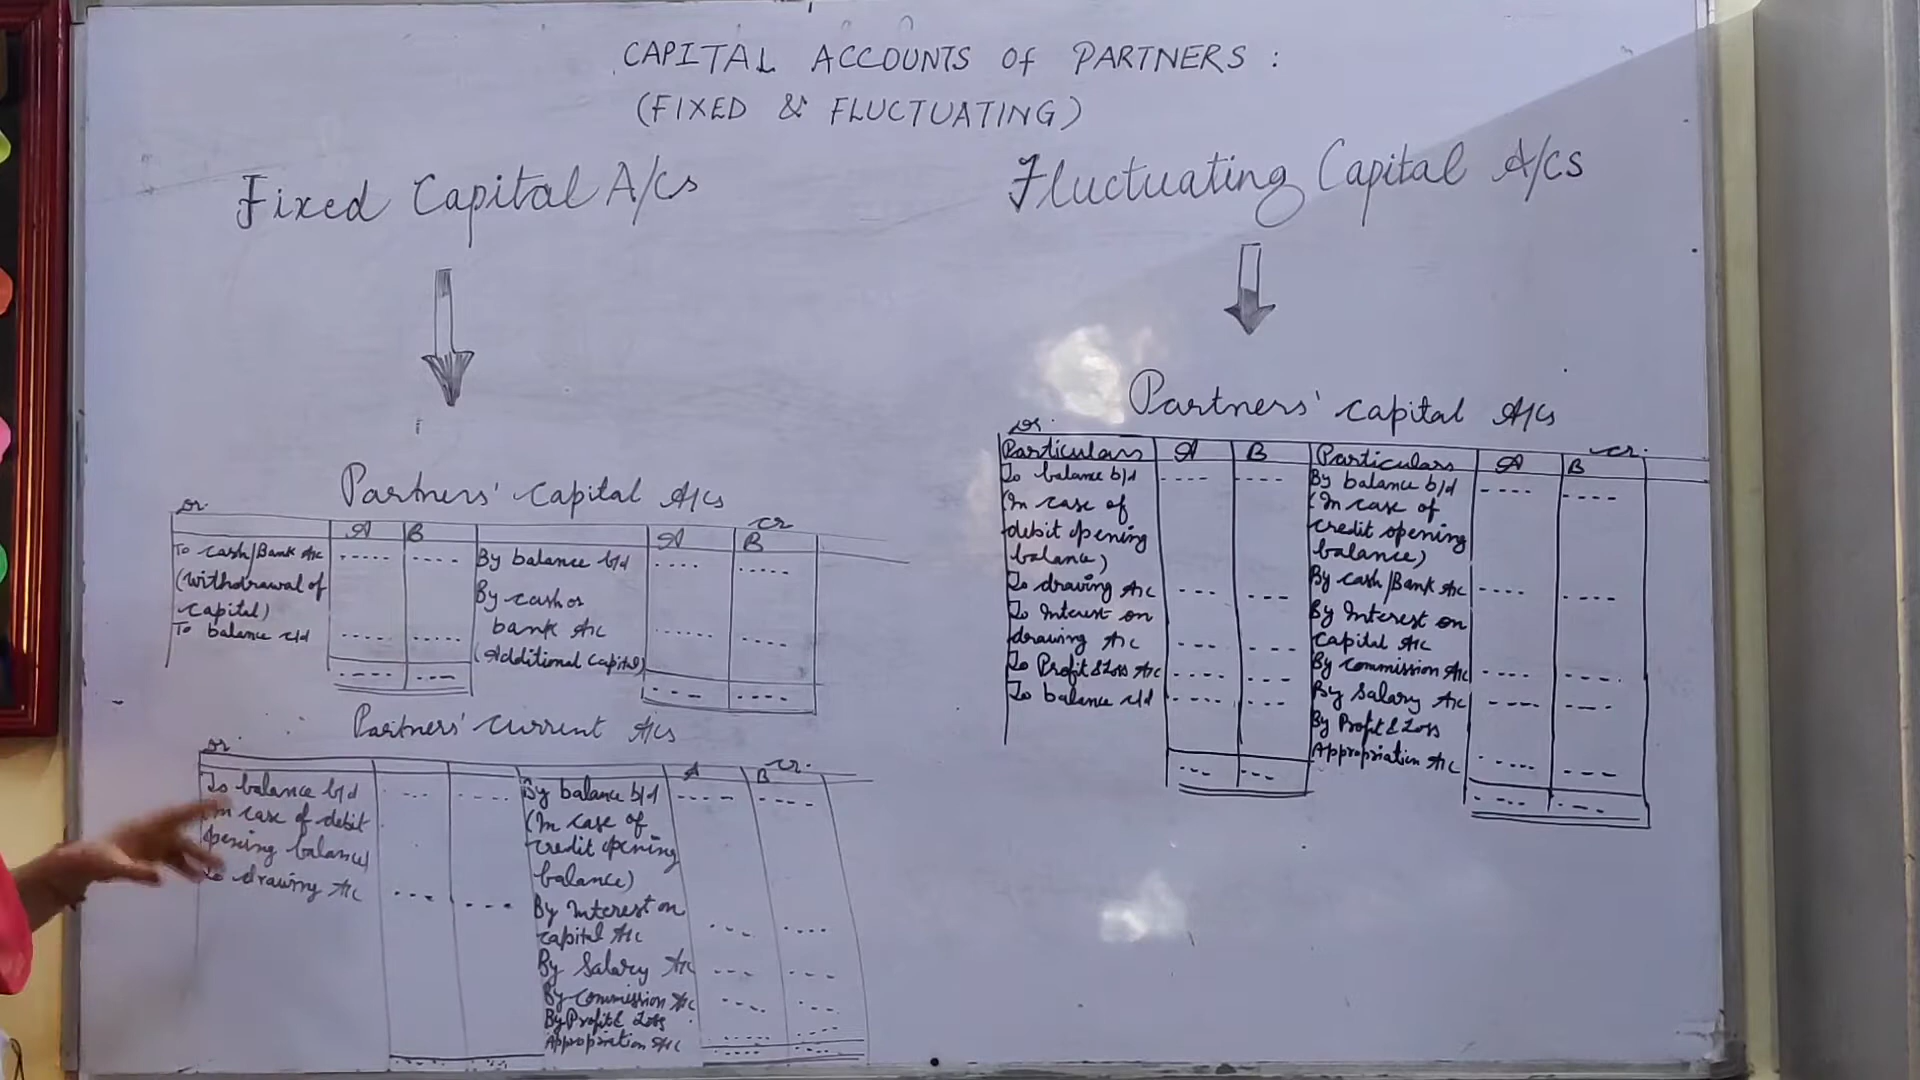 CAPITAL ACCOUNTS Of PARTNERS :
(FIXED & FLUCTUATING)
Fixed Capital A/cs
Partners' Capital A/cs
Dr. Cr
A B A B
To cash/Bank A/c ..... .... By balance b/d .... .....
(withdrawal of By cash or
capital) bank A/c ...... ....
To balance c/d ..... ..... (Additional Capital)
.... .... .... ....
Partners' Current A/cs
Dr. Cr.
A B
To balance b/d .... .... By balance b/d ..... ....
(In case of debit (In case of
opening balance) credit opening
balance)
To drawing A/c ... ....
By Interest on
capital A/c .... ....
By Salary A/c ... ....
By Commission A/c ... ...
By Profit & Loss
Appropriation A/c ..... ....
Fluctuating Capital A/cs
Partners' Capital A/cs
Dr. Cr.
Particulars A B Particulars A B
To balance b/d .... .... By balance b/d .... ....
(In case of (In case of
debit opening credit opening
balance) balance)
To drawing A/c ... .... By cash/Bank A/c .... ....
To Interest on By Interest on
drawing A/c ... .... Capital A/c
To Profit & Loss A/c .... ... By Commission A/c .... ....
To balance c/d .... ... By Salary A/c .... ....
By Profit & Loss
Appropriation A/c ..... ...
... ... .... ....